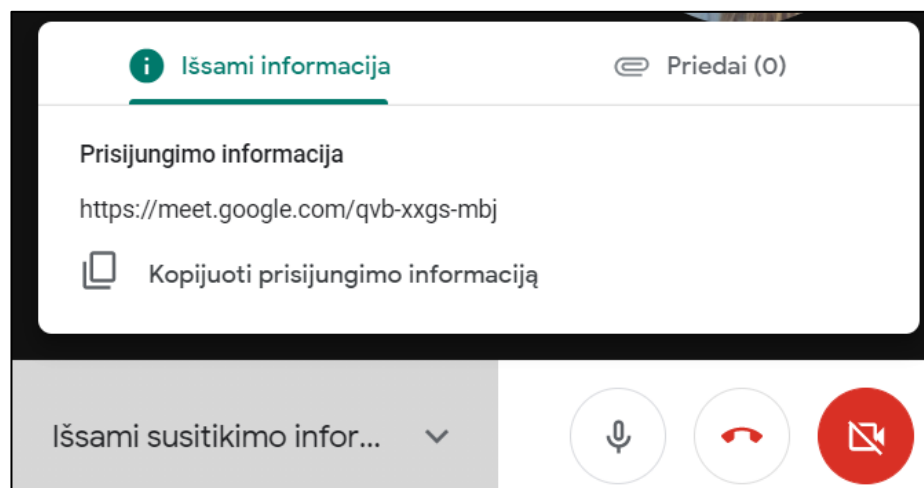 Išsami informacija
Priedai (0)
Prisijungimo informacija
https://meet.google.com/qvb-xxgs-mbj
Kopijuoti prisijungimo informaciją
Išsami susitikimo infor...